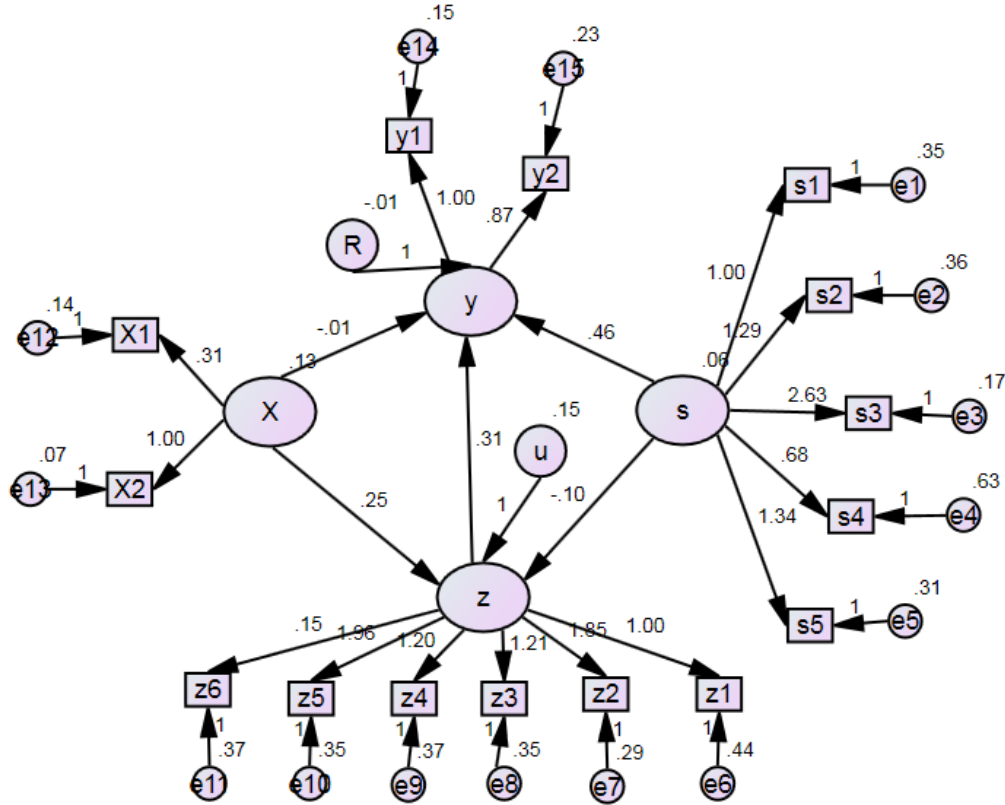 .15
e14
.23
e15
1
1
y1
y2
.35
1
s1
e1
-.01
1.00
.87
R
1
1.00
.36
1
s2
e2
y
.14
e12
1
X1
-.01
.46
1.29
.31
.13
.06
.17
X
s
2.63
1
s3
e3
.15
1.00
.31
u
.07
e13
1
X2
.68
.63
.25
1
-.10
1
s4
e4
1.34
z
.31
1
s5
e5
.15
1.96
1.20
1.21
1.85
1.00
z6
z5
z4
z3
z2
z1
1
1
1
1
1
1
.37
.35
.37
.35
.29
.44
e11
e10
e9
e8
e7
e6